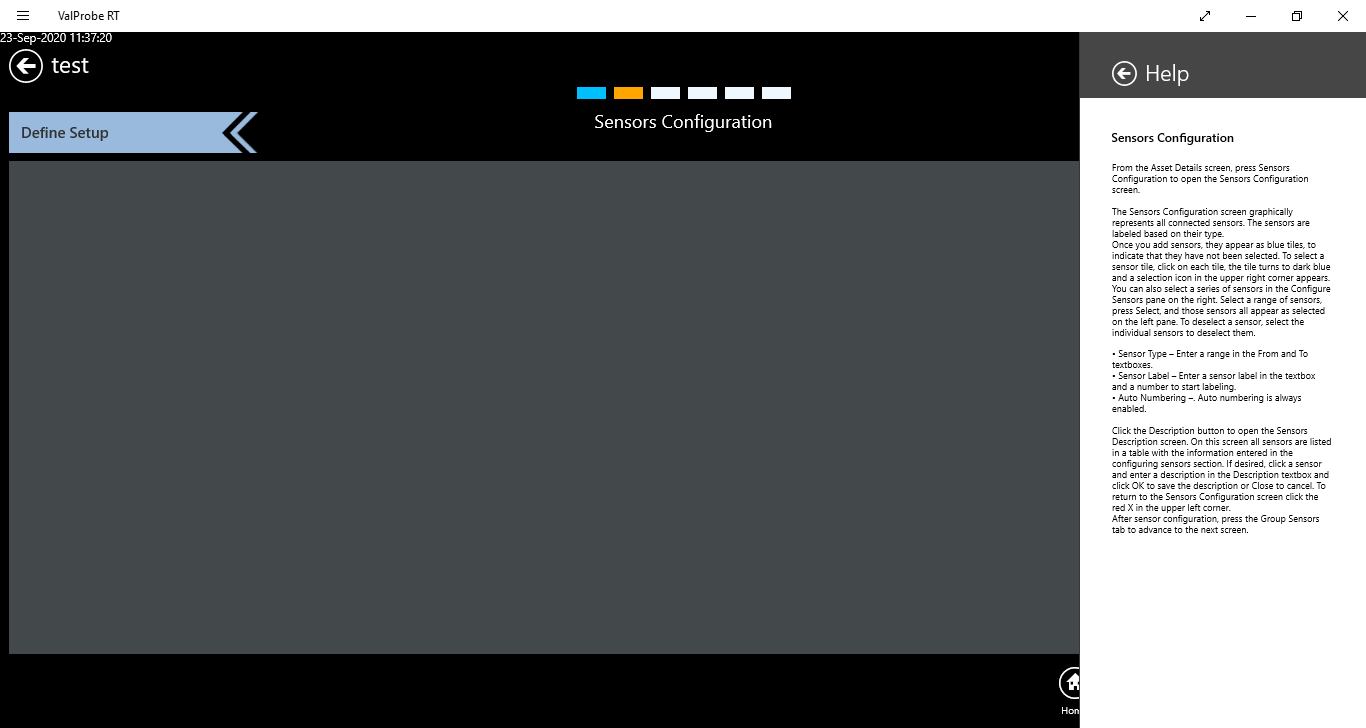 ValProbe RT
23-Sep-2020 11:37:20
test
Sensors Configuration
Define Setup
Hon
Help
Sensors Configuration
From the Asset Details screen, press Sensors
Configuration to open the Sensors Configuration
screen.
The Sensors Configuration screen graphically
represents all connected sensors. The sensors are
labeled based on their type.
Once you add sensors, they appear as blue tiles, to
indicate that they have not been selected. To select a
sensor tile, click on each tile, the tile turns to dark blue
and a selection icon in the upper right corner appears.
You can also select a series of sensors in the Configure
Sensors pane on the right. Select a range of sensors,
press Select, and those sensors all appear as selected
on the left pane. To deselect a sensor, select the
individual sensors to deselect them.
• Sensor Type – Enter a range in the From and To
textboxes.
• Sensor Label – Enter a sensor label in the textbox
and a number to start labeling.
• Auto Numbering –. Auto numbering is always
enabled.
Click the Description button to open the Sensors
Description screen. On this screen all sensors are listed
in a table with the information entered in the
configuring sensors section. If desired, click a sensor
and enter a description in the Description textbox and
click OK to save the description or Close to cancel. To
return to the Sensors Configuration screen click the
red X in the upper left corner.
After sensor configuration, press the Group Sensors
tab to advance to the next screen.